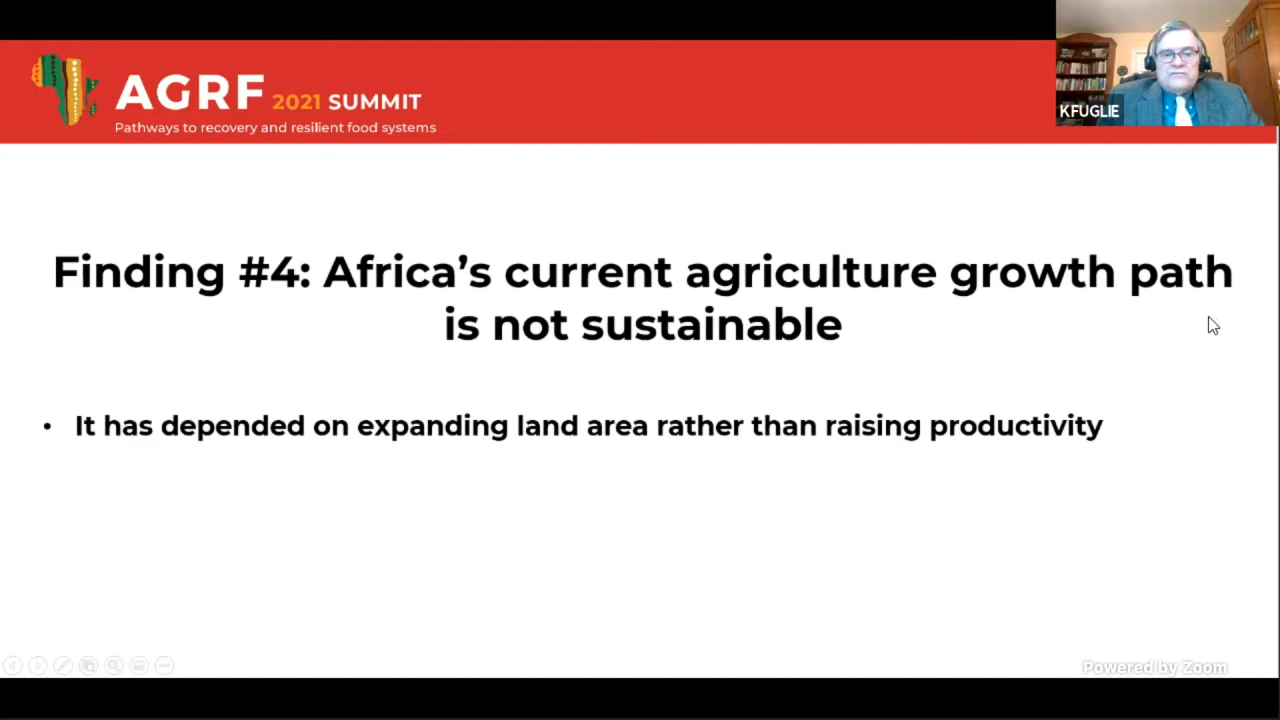 AGRF 2021 SUMMIT
Pathways to recovery and resilient food systems
KFUGLIE
Finding #4: Africa’s current agriculture growth path
is not sustainable
• It has depended on expanding land area rather than raising productivity
Powered by Zoom